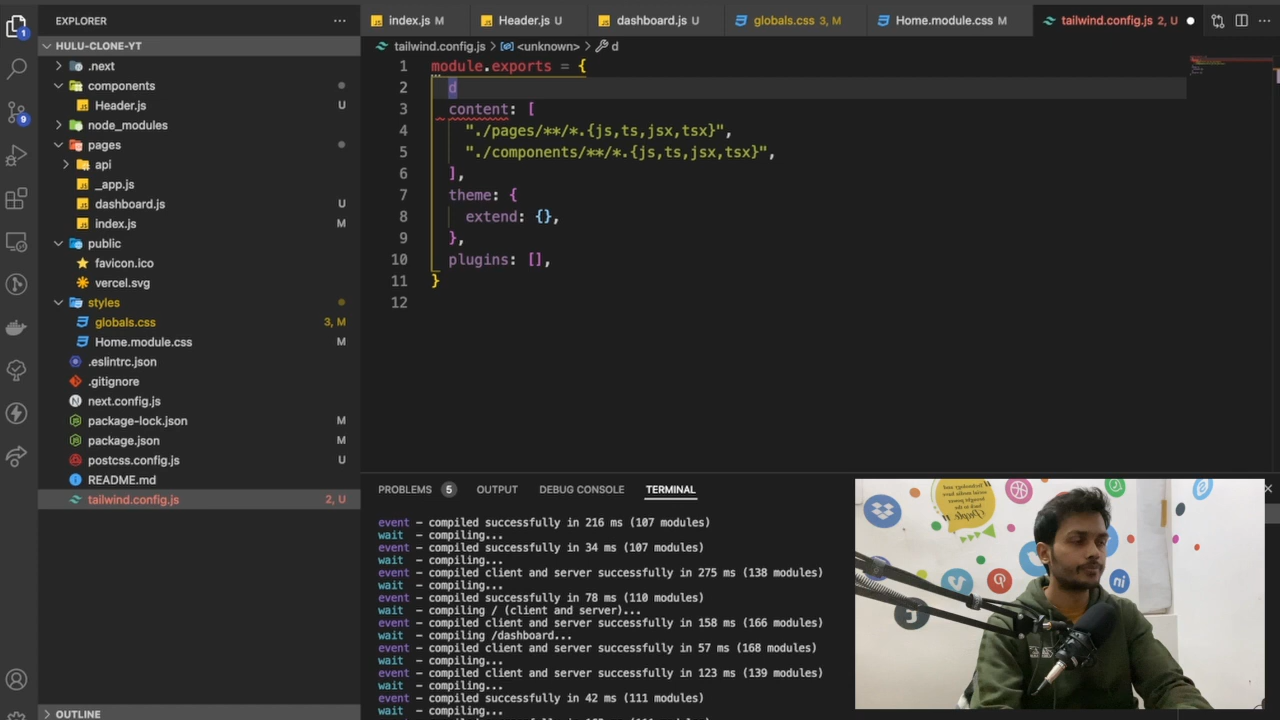 EXPLORER
HULU-CLONE-YT
.next
components
Header.js U
node_modules
pages
api
_app.js
dashboard.js U
index.js M
public
favicon.ico
vercel.svg
styles
globals.css 3, M
Home.module.css M
.eslintrc.json
.gitignore
next.config.js
package-lock.json M
package.json M
postcss.config.js U
README.md
tailwind.config.js 2, U
OUTLINE
1
9
index.js M Header.js U dashboard.js U globals.css 3, M Home.module.css M tailwind.config.js 2, U
tailwind.config.js > <unknown> > d
1 module.exports = {
2 d
3 content: [
4 "./pages/**/*.{js,ts,jsx,tsx}",
5 "./components/**/*.{js,ts,jsx,tsx}",
6 ],
7 theme: {
8 extend: {},
9 },
10 plugins: [],
11 }
12
PROBLEMS 5 OUTPUT DEBUG CONSOLE TERMINAL
event - compiled successfully in 216 ms (107 modules)
wait - compiling...
event - compiled successfully in 34 ms (107 modules)
wait - compiling...
event - compiled client and server successfully in 275 ms (138 modules)
wait - compiling...
event - compiled successfully in 78 ms (110 modules)
wait - compiling / (client and server)...
event - compiled client and server successfully in 158 ms (166 modules)
wait - compiling /dashboard...
event - compiled client and server successfully in 57 ms (168 modules)
wait - compiling...
event - compiled client and server successfully in 123 ms (139 modules)
wait - compiling...
event - compiled successfully in 42 ms (111 modules)
wait - compiling...